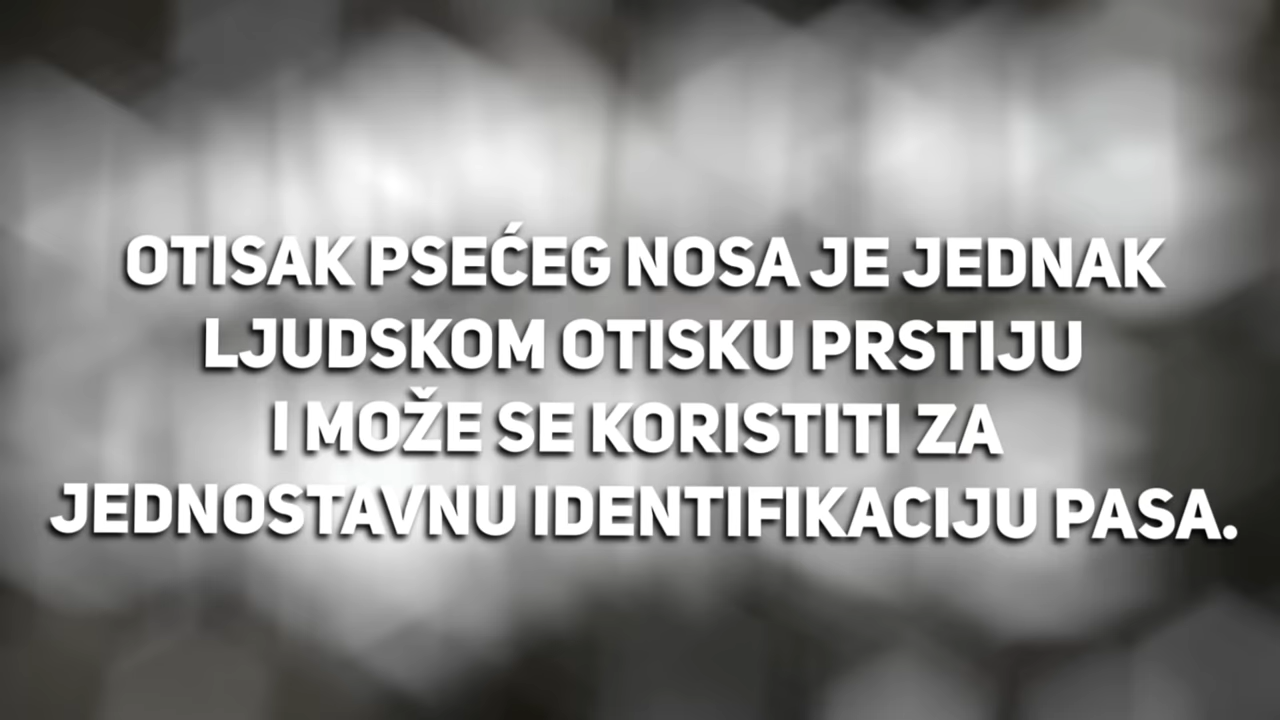 OTISAK PSEĆEG NOSA JE JEDNAK
LJUDSKOM OTISKU PRSTIJU
I MOŽE SE KORISTITI ZA
JEDNOSTAVNU IDENTIFIKACIJU PASA.